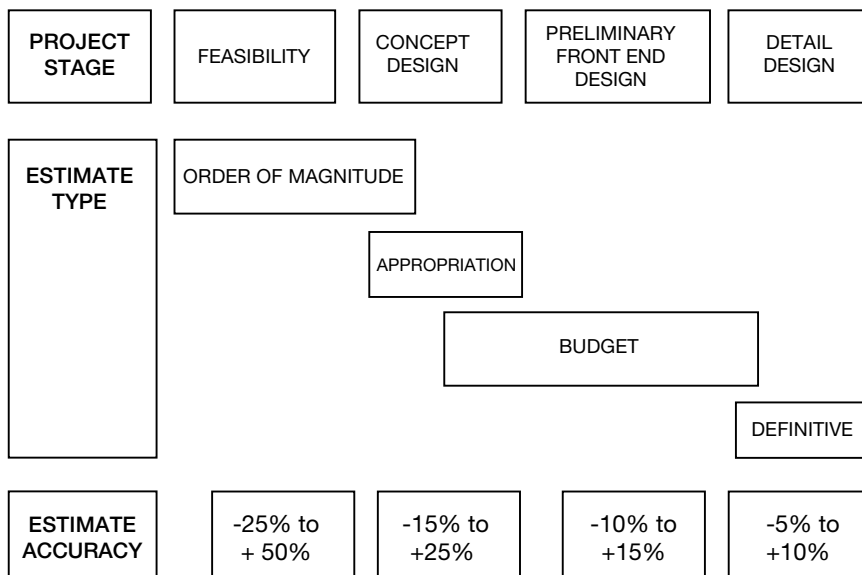 PROJECT
STAGE
FEASIBILITY
CONCEPT
DESIGN
PRELIMINARY
FRONT END
DESIGN
DETAIL
DESIGN
ESTIMATE
TYPE
ORDER OF MAGNITUDE
APPROPRIATION
BUDGET
DEFINITIVE
ESTIMATE
ACCURACY
-25% to
+ 50%
-15% to
+25%
-10% to
+15%
-5% to
+10%